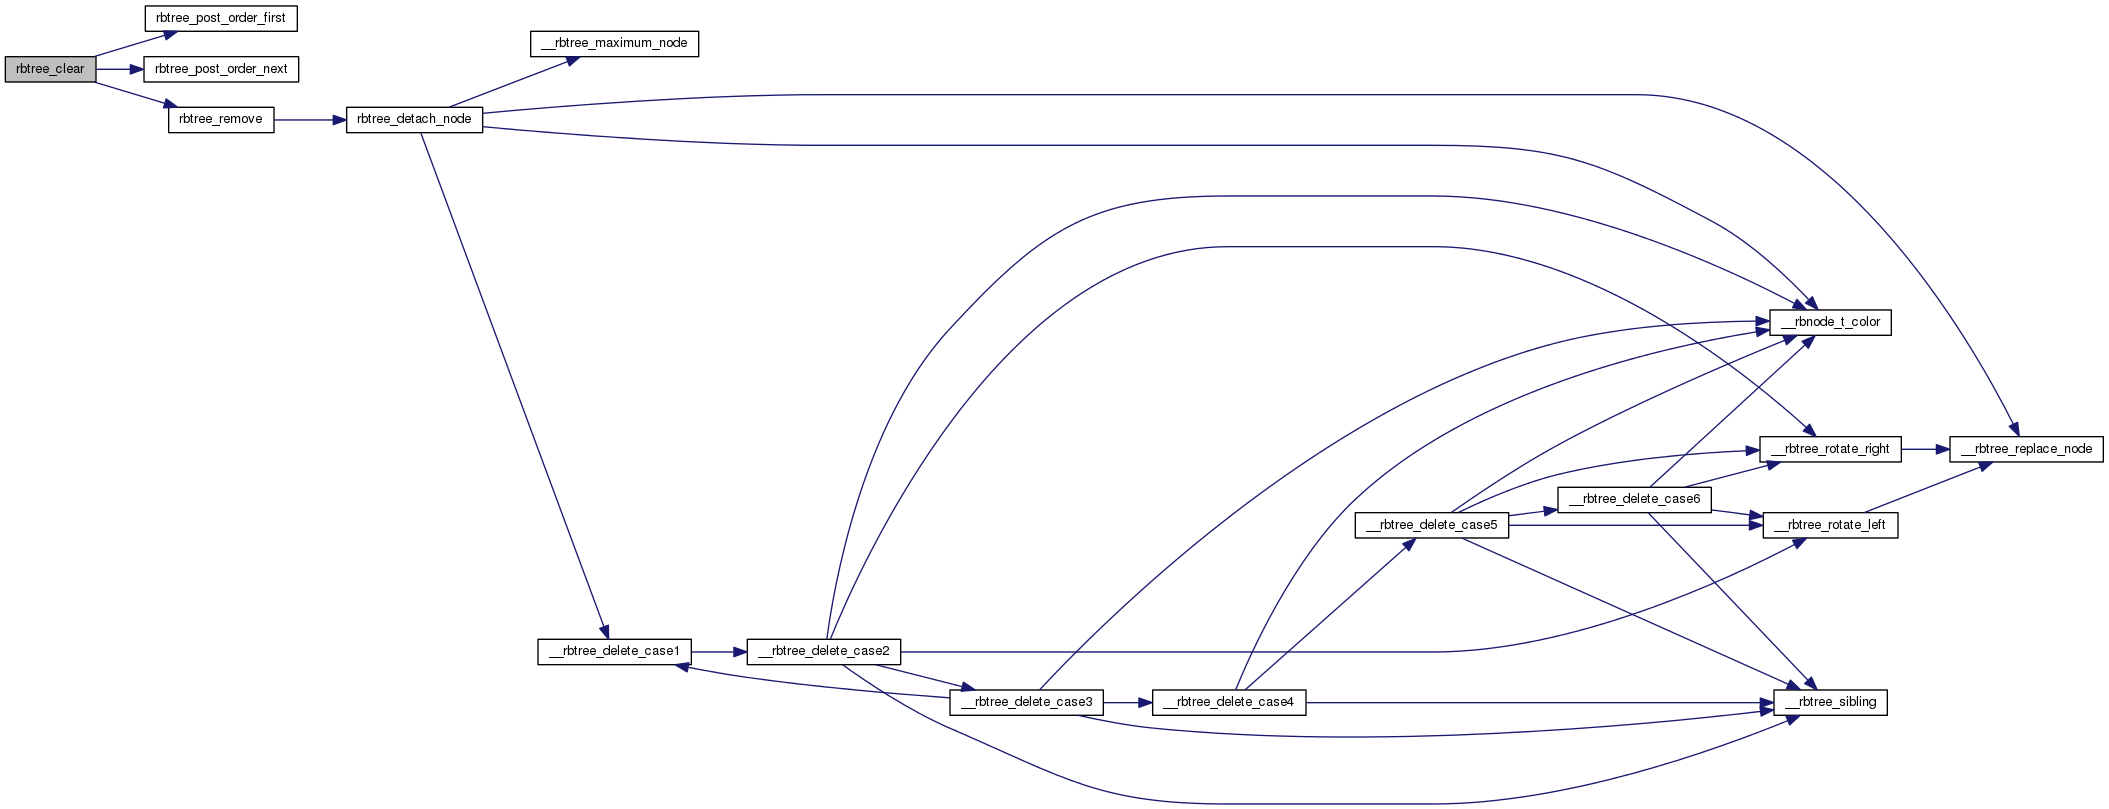 rbtree_post_order_first
rbtree_clear
rbtree_post_order_next
rbtree_remove
rbtree_detach_node
__rbtree_maximum_node
__rbnode_t_color
__rbtree_rotate_right
__rbtree_replace_node
__rbtree_delete_case6
__rbtree_delete_case5
__rbtree_rotate_left
__rbtree_delete_case1
__rbtree_delete_case2
__rbtree_delete_case3
__rbtree_delete_case4
__rbtree_sibling